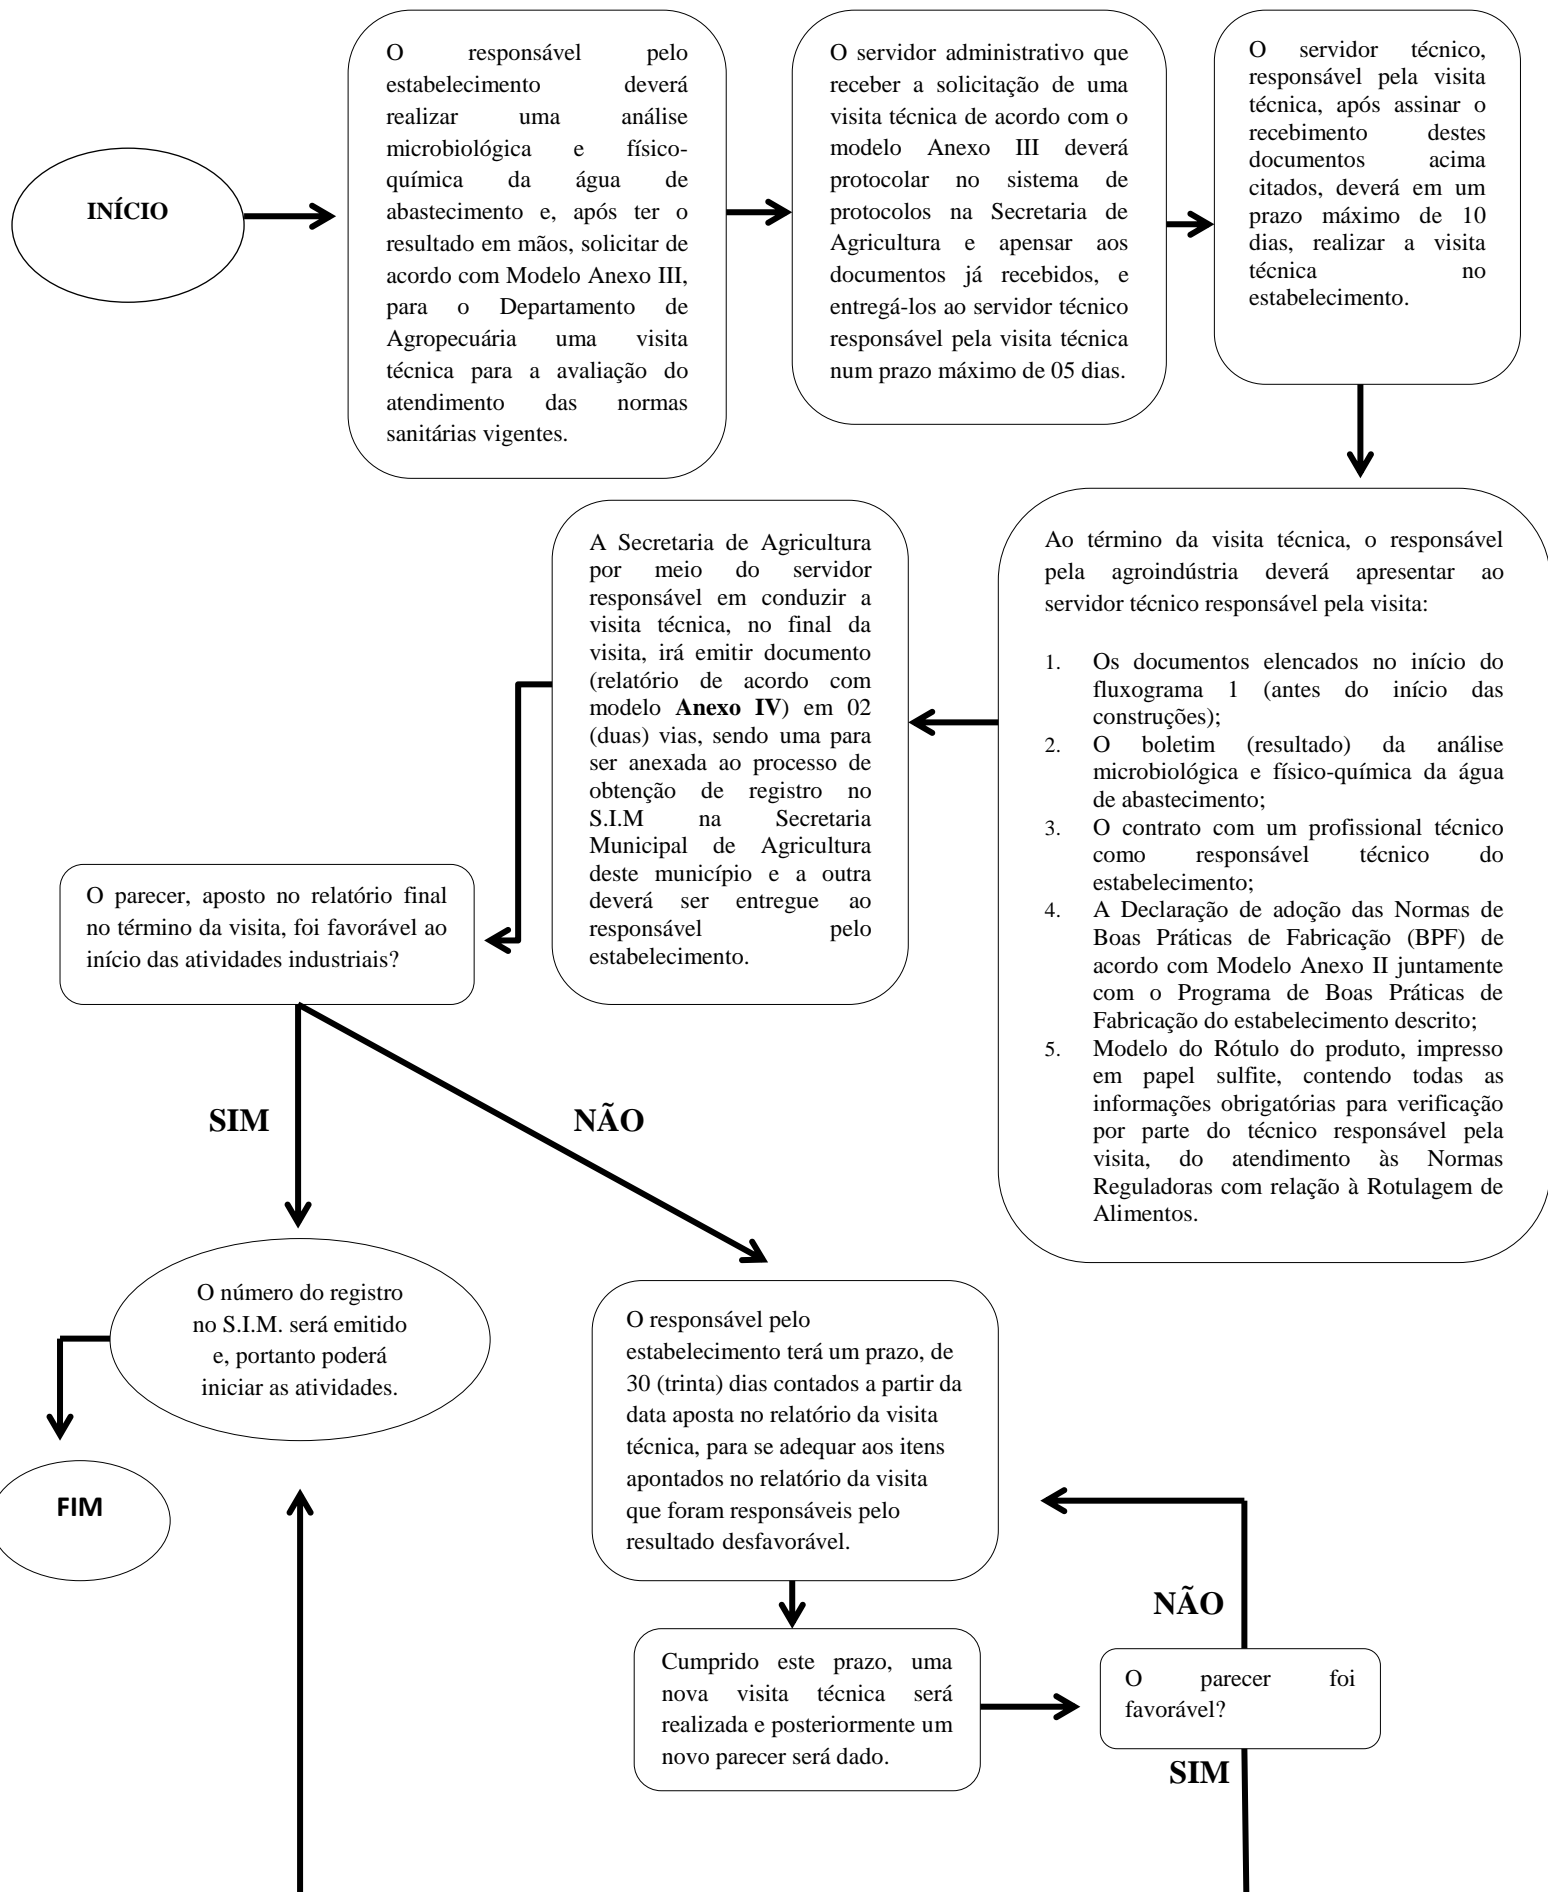 INÍCIO
O responsável pelo
estabelecimento deverá
realizar uma análise
microbiológica e físico-
química da água de
abastecimento e, após ter o
resultado em mãos, solicitar de
acordo com Modelo Anexo III,
para o Departamento de
Agropecuária uma visita
técnica para a avaliação do
atendimento das normas
sanitárias vigentes.
O servidor administrativo que
receber a solicitação de uma
visita técnica de acordo com o
modelo Anexo III deverá
protocolar no sistema de
protocolos na Secretaria de
Agricultura e apensar aos
documentos já recebidos, e
entregá-los ao servidor técnico
responsável pela visita técnica
num prazo máximo de 05 dias.
O servidor técnico,
responsável pela visita
técnica, após assinar o
recebimento destes
documentos acima
citados, deverá em um
prazo máximo de 10
dias, realizar a visita
técnica no
estabelecimento.
Ao término da visita técnica, o responsável
pela agroindústria deverá apresentar ao
servidor técnico responsável pela visita:
1. Os documentos elencados no início do
fluxograma 1 (antes do início das
construções);
2. O boletim (resultado) da análise
microbiológica e físico-química da água
de abastecimento;
3. O contrato com um profissional técnico
como responsável técnico do
estabelecimento;
4. A Declaração de adoção das Normas de
Boas Práticas de Fabricação (BPF) de
acordo com Modelo Anexo II juntamente
com o Programa de Boas Práticas de
Fabricação do estabelecimento descrito;
5. Modelo do Rótulo do produto, impresso
em papel sulfite, contendo todas as
informações obrigatórias para verificação
por parte do técnico responsável pela
visita, do atendimento às Normas
Reguladoras com relação à Rotulagem de
Alimentos.
A Secretaria de Agricultura
por meio do servidor
responsável em conduzir a
visita técnica, no final da
visita, irá emitir documento
(relatório de acordo com
modelo Anexo IV) em 02
(duas) vias, sendo uma para
ser anexada ao processo de
obtenção de registro no
S.I.M na Secretaria
Municipal de Agricultura
deste município e a outra
deverá ser entregue ao
responsável pelo
estabelecimento.
O parecer, aposto no relatório final
no término da visita, foi favorável ao
início das atividades industriais?
SIM
NÃO
O número do registro
no S.I.M. será emitido
e, portanto poderá
iniciar as atividades.
FIM
O responsável pelo
estabelecimento terá um prazo, de
30 (trinta) dias contados a partir da
data aposta no relatório da visita
técnica, para se adequar aos itens
apontados no relatório da visita
que foram responsáveis pelo
resultado desfavorável.
Cumprido este prazo, uma
nova visita técnica será
realizada e posteriormente um
novo parecer será dado.
NÃO
O parecer foi
favorável?
SIM